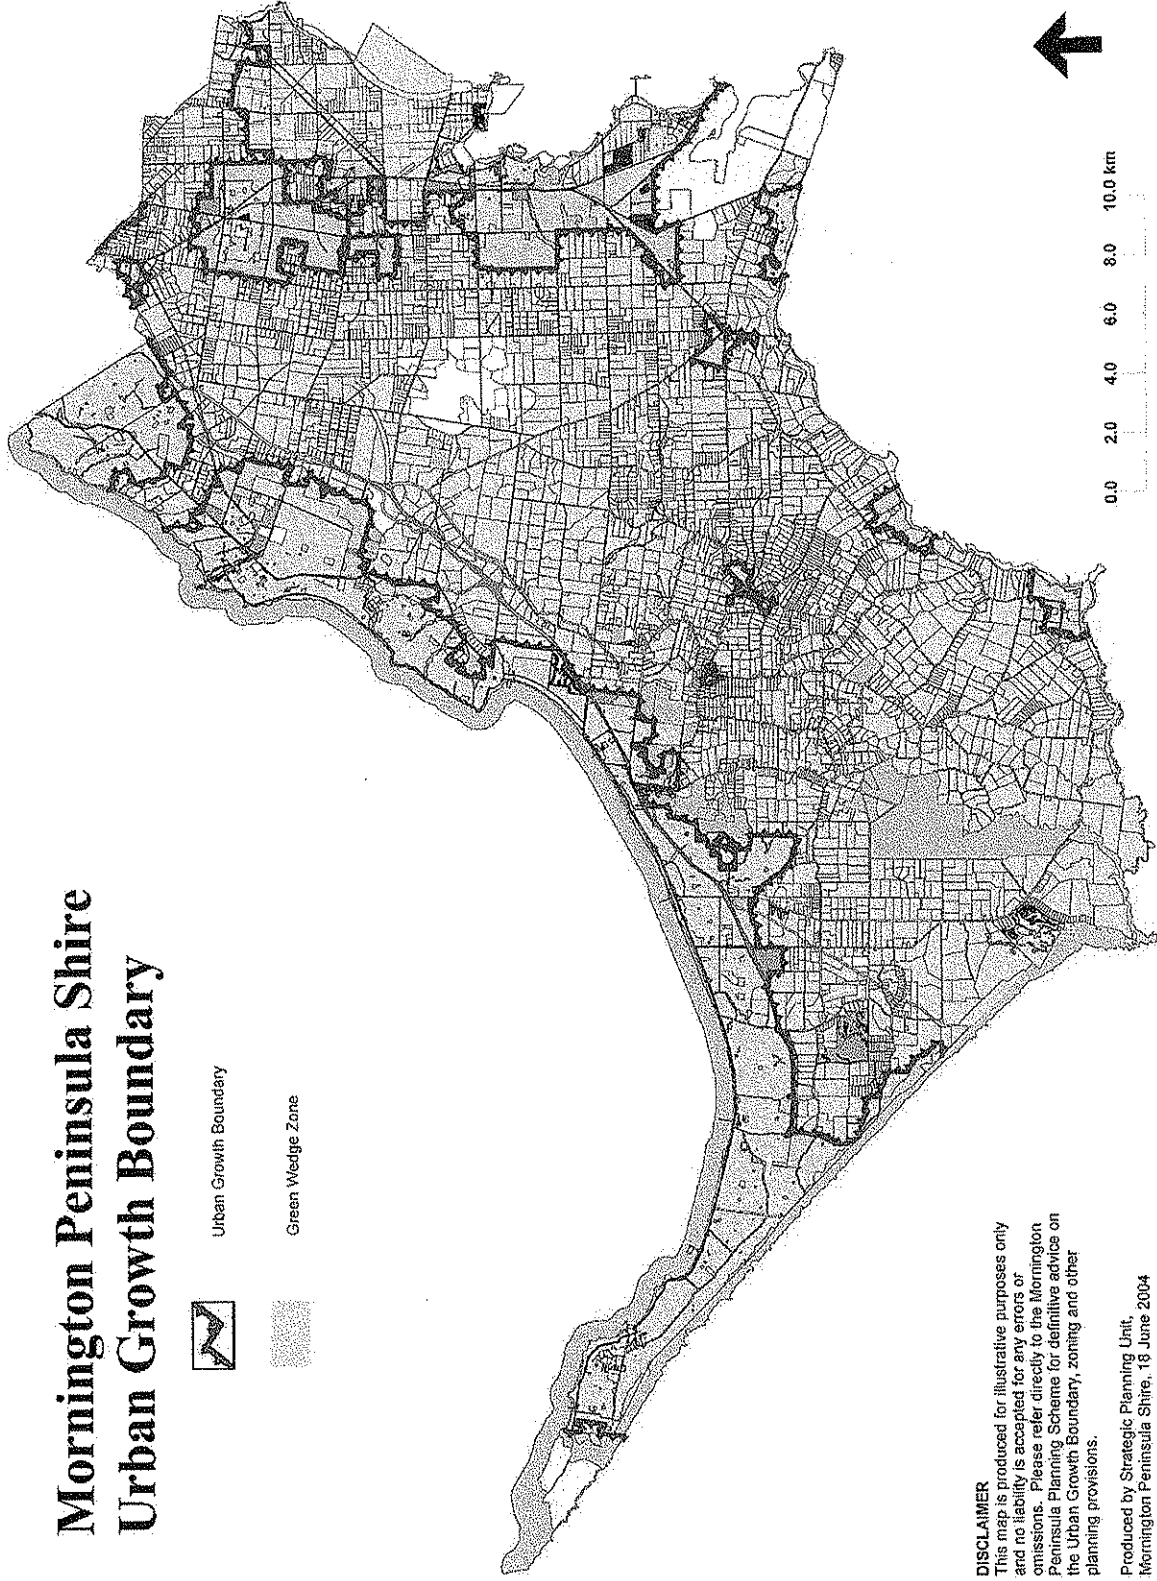 Mornington Peninsula Shire
Urban Growth Boundary
Urban Growth Boundary
Green Wedge Zone
0.0 2.0 4.0 6.0 8.0 10.0 km
DISCLAIMER
This map is produced for illustrative purposes only
and no liability is accepted for any errors or
omissions. Please refer directly to the Mornington
Peninsula Planning Scheme for definitive advice on
the Urban Growth Boundary, zoning and other
planning provisions.
Produced by Strategic Planning Unit,
Mornington Peninsula Shire, 18 June 2004